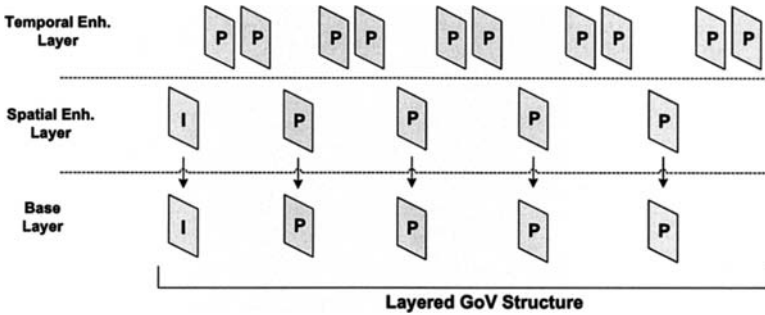 Temporal Enh.
Layer
P P P P P P P P P P
Spatial Enh.
Layer
I P P P P
Base
Layer
I P P P P
Layered GoV Structure